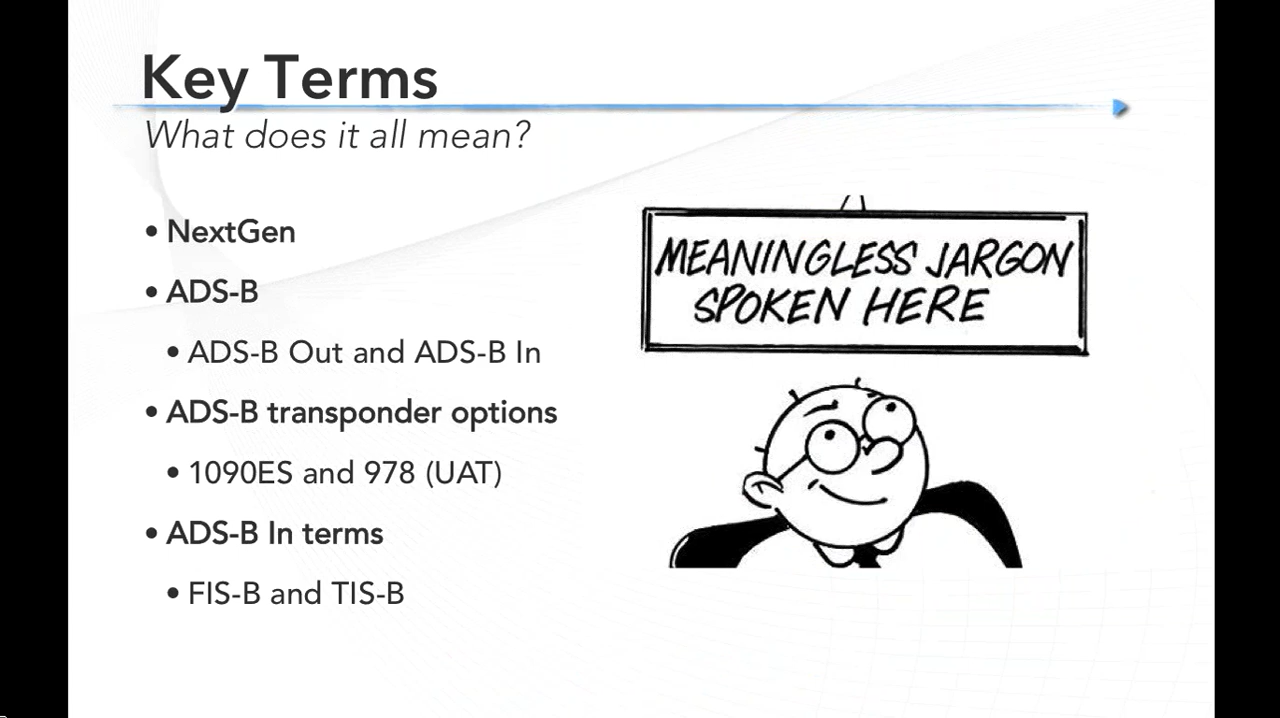 Key Terms
What does it all mean?
• NextGen
• ADS-B
• ADS-B Out and ADS-B In
• ADS-B transponder options
• 1090ES and 978 (UAT)
• ADS-B In terms
• FIS-B and TIS-B
MEANINGLESS JARGON
SPOKEN HERE